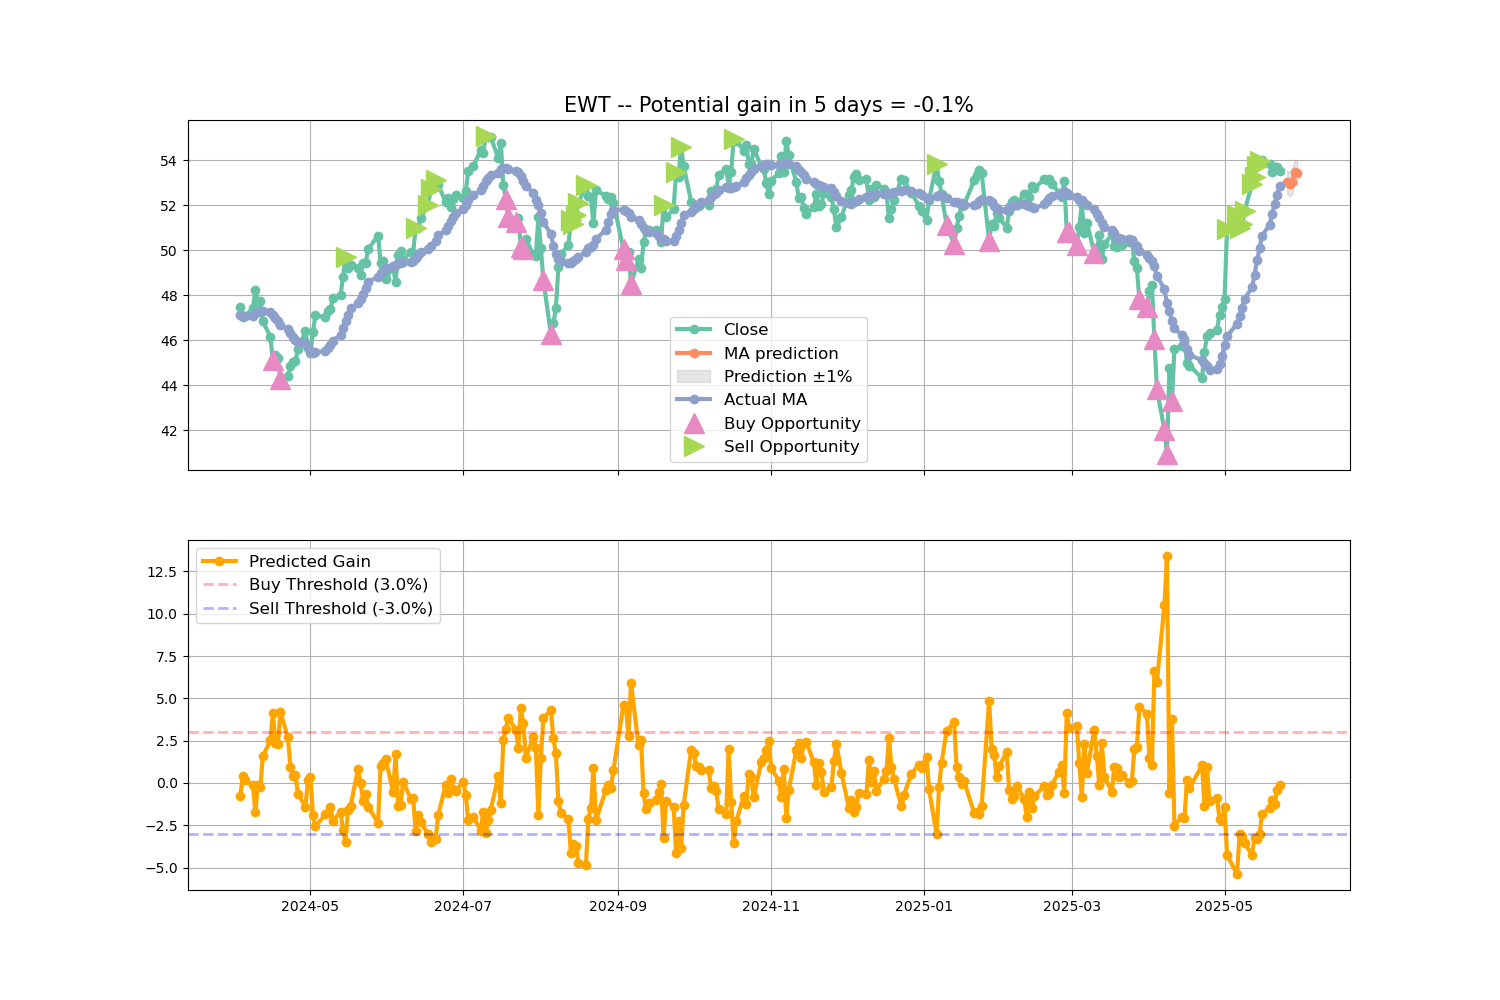 EWT -- Potential gain in 5 days = -0.1%
54
52
50
48
46
44
42
Close
MA prediction
Prediction ±1%
Actual MA
Buy Opportunity
Sell Opportunity
Predicted Gain
Buy Threshold (3.0%)
Sell Threshold (-3.0%)
12.5
10.0
7.5
5.0
2.5
0.0
−2.5
−5.0
2024-05 2024-07 2024-09 2024-11 2025-01 2025-03 2025-05